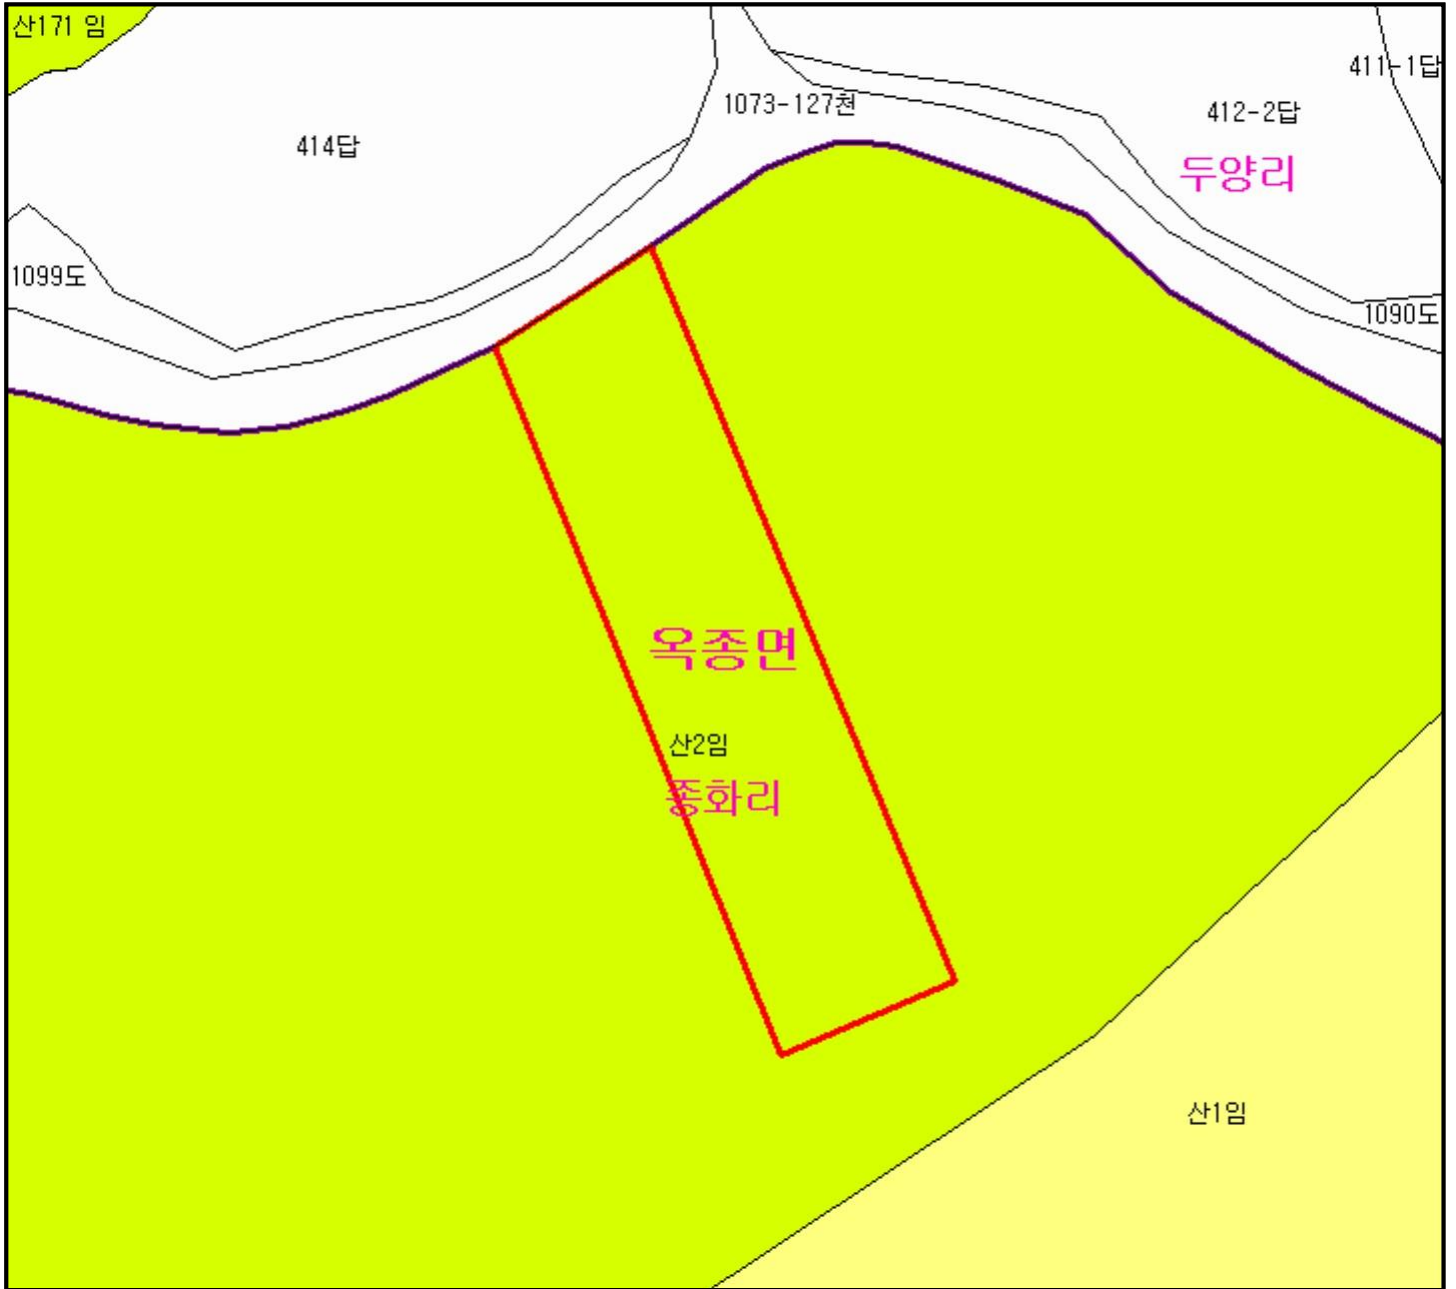 산171 임
411-1답
1073-127천
412-2답
414답
두양리
1099도
1090도
옥종면
산2임
종화리
산1임